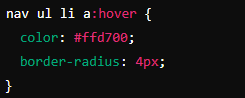 nav ul li a:hover {
  color: #ffd700;
  border-radius: 4px;
}